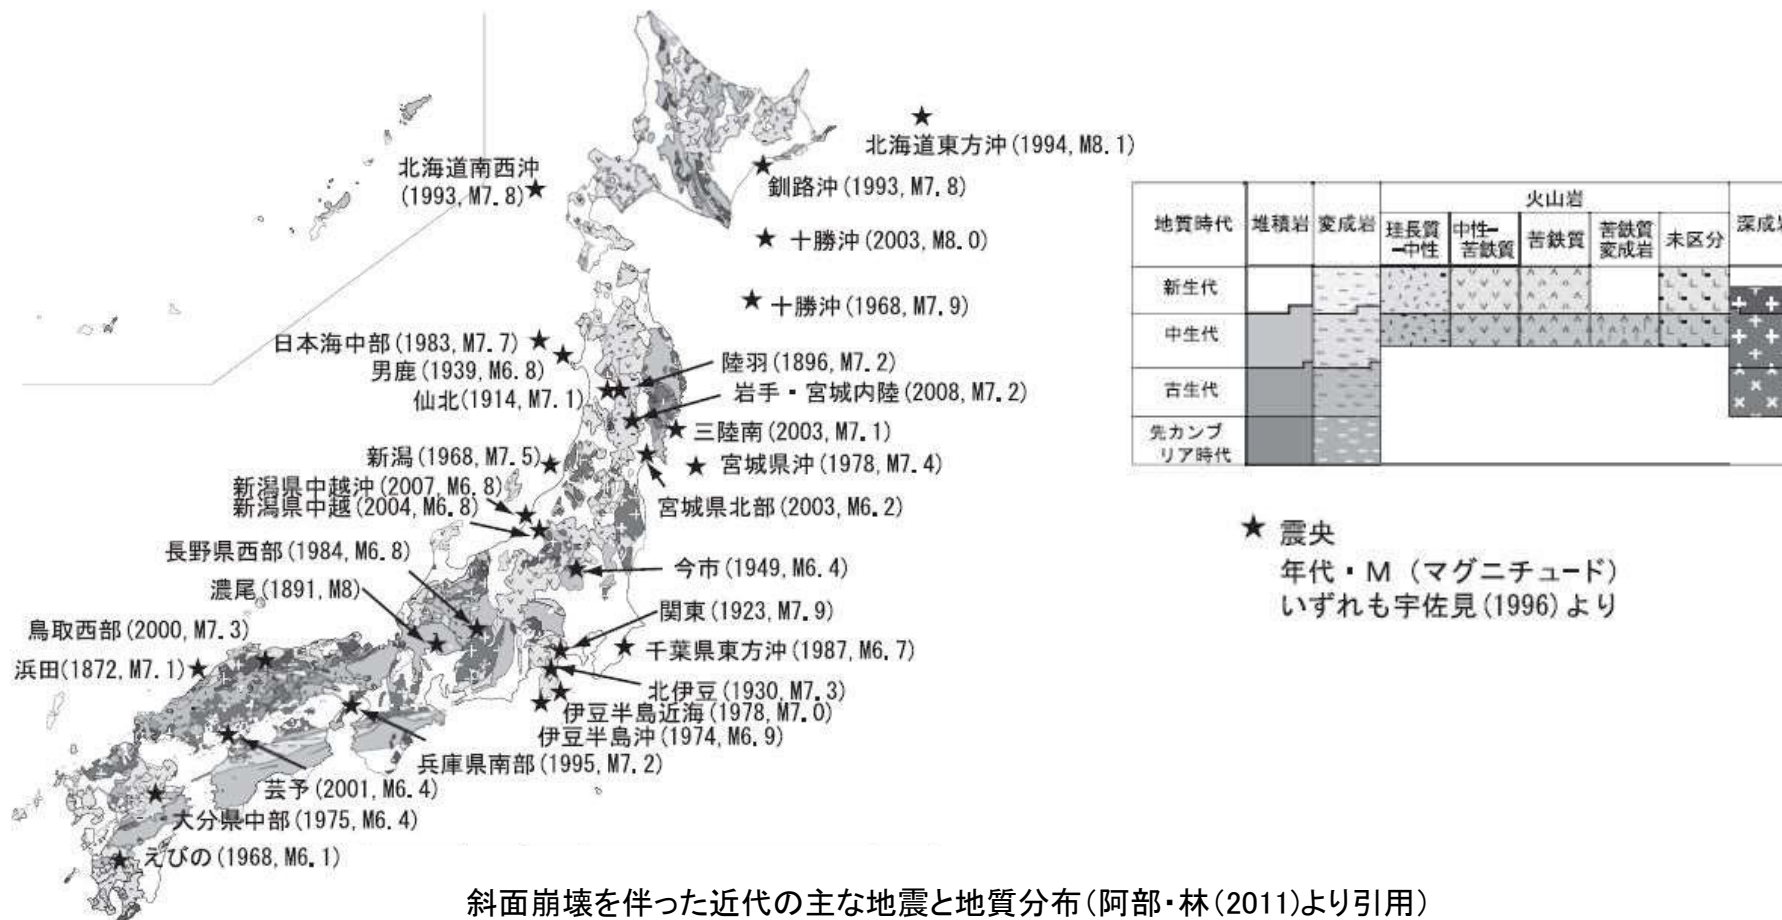 北海道東方沖(1994, M8.1)
北海道南西沖
(1993, M7.8)
釧路沖(1993, M7.8)
十勝沖(2003, M8.0)
十勝沖(1968, M7.9)
日本海中部(1983, M7.7)
男鹿(1939, M6.8)
仙北(1914, M7.1)
陸羽(1896, M7.2)
岩手・宮城内陸(2008, M7.2)
三陸南(2003, M7.1)
新潟(1968, M7.5)
宮城県沖(1978, M7.4)
新潟県中越沖(2007, M6.8)
新潟県中越(2004, M6.8)
宮城県北部(2003, M6.2)
長野県西部(1984, M6.8)
今市(1949, M6.4)
濃尾(1891, M8)
関東(1923, M7.9)
鳥取西部(2000, M7.3)
千葉県東方沖(1987, M6.7)
浜田(1872, M7.1)
北伊豆(1930, M7.3)
伊豆半島近海(1978, M7.0)
伊豆半島沖(1974, M6.9)
兵庫県南部(1995, M7.2)
芸予(2001, M6.4)
大分県中部(1975, M6.4)
えびの(1968, M6.1)
地質時代 堆積岩 変成岩 火山岩 深成岩
珪長質 中性− 苦鉄質 苦鉄質 未区分
−中性 苦鉄質 変成岩
新生代
中生代
古生代
先カンブ
リア時代
★ 震央
年代・M (マグニチュード)
いずれも宇佐見(1996)より
斜面崩壊を伴った近代の主な地震と地質分布(阿部・林(2011)より引用)